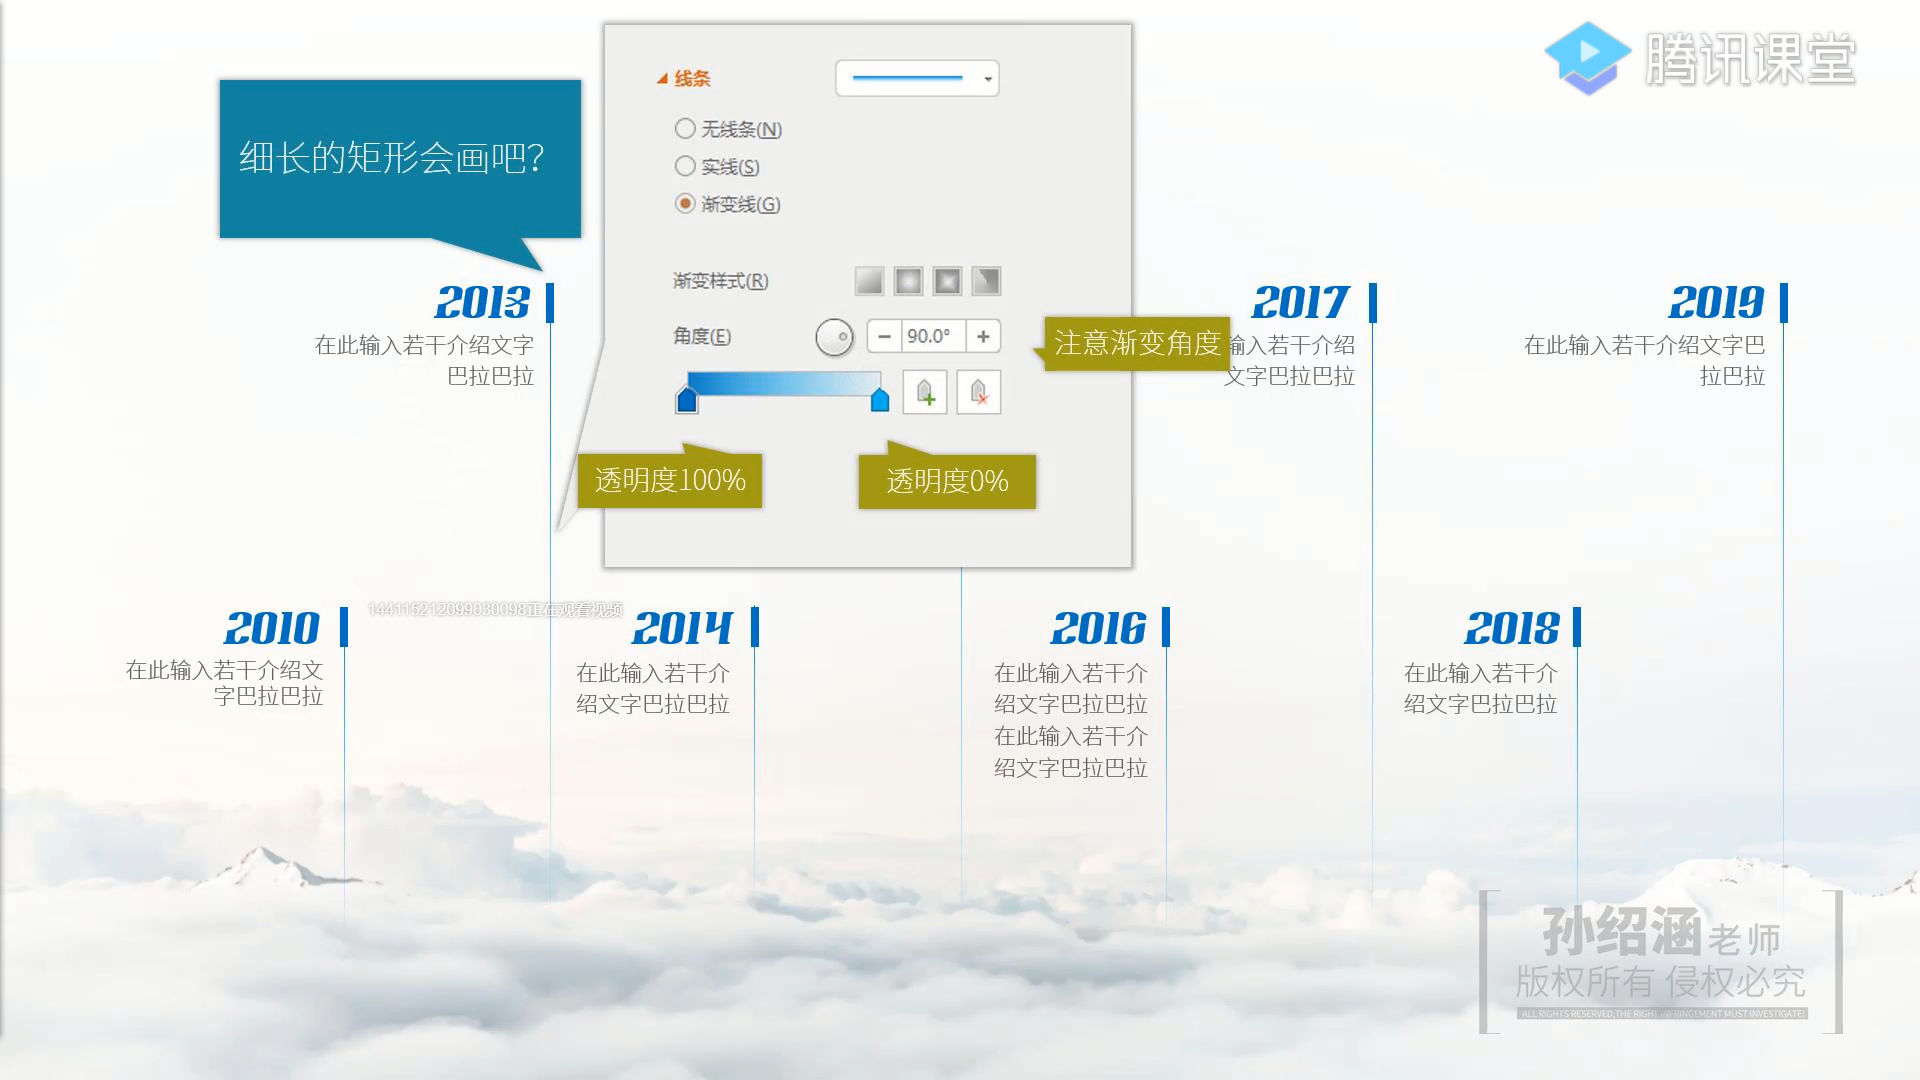 腾讯课堂
线条
细长的矩形会画吧?
无线条(N)
实线(S)
渐变线(G)
渐变样式(R)
角度(E)
90.0°
注意渐变角度
透明度100%
透明度0%
2013
在此输入若干介绍文字
巴拉巴拉
2017
输入若干介绍
文字巴拉巴拉
2019
在此输入若干介绍文字巴
拉巴拉
144115212099030098正在观看视频
2010
在此输入若干介绍文
字巴拉巴拉
2014
在此输入若干介
绍文字巴拉巴拉
2016
在此输入若干介
绍文字巴拉巴拉
在此输入若干介
绍文字巴拉巴拉
2018
在此输入若干介
绍文字巴拉巴拉
孙绍涵老师
版权所有 侵权必究
ALL RIGHTS RESERVED,THE RIGHT INFRINGEMENT MUST INVESTIGATE!